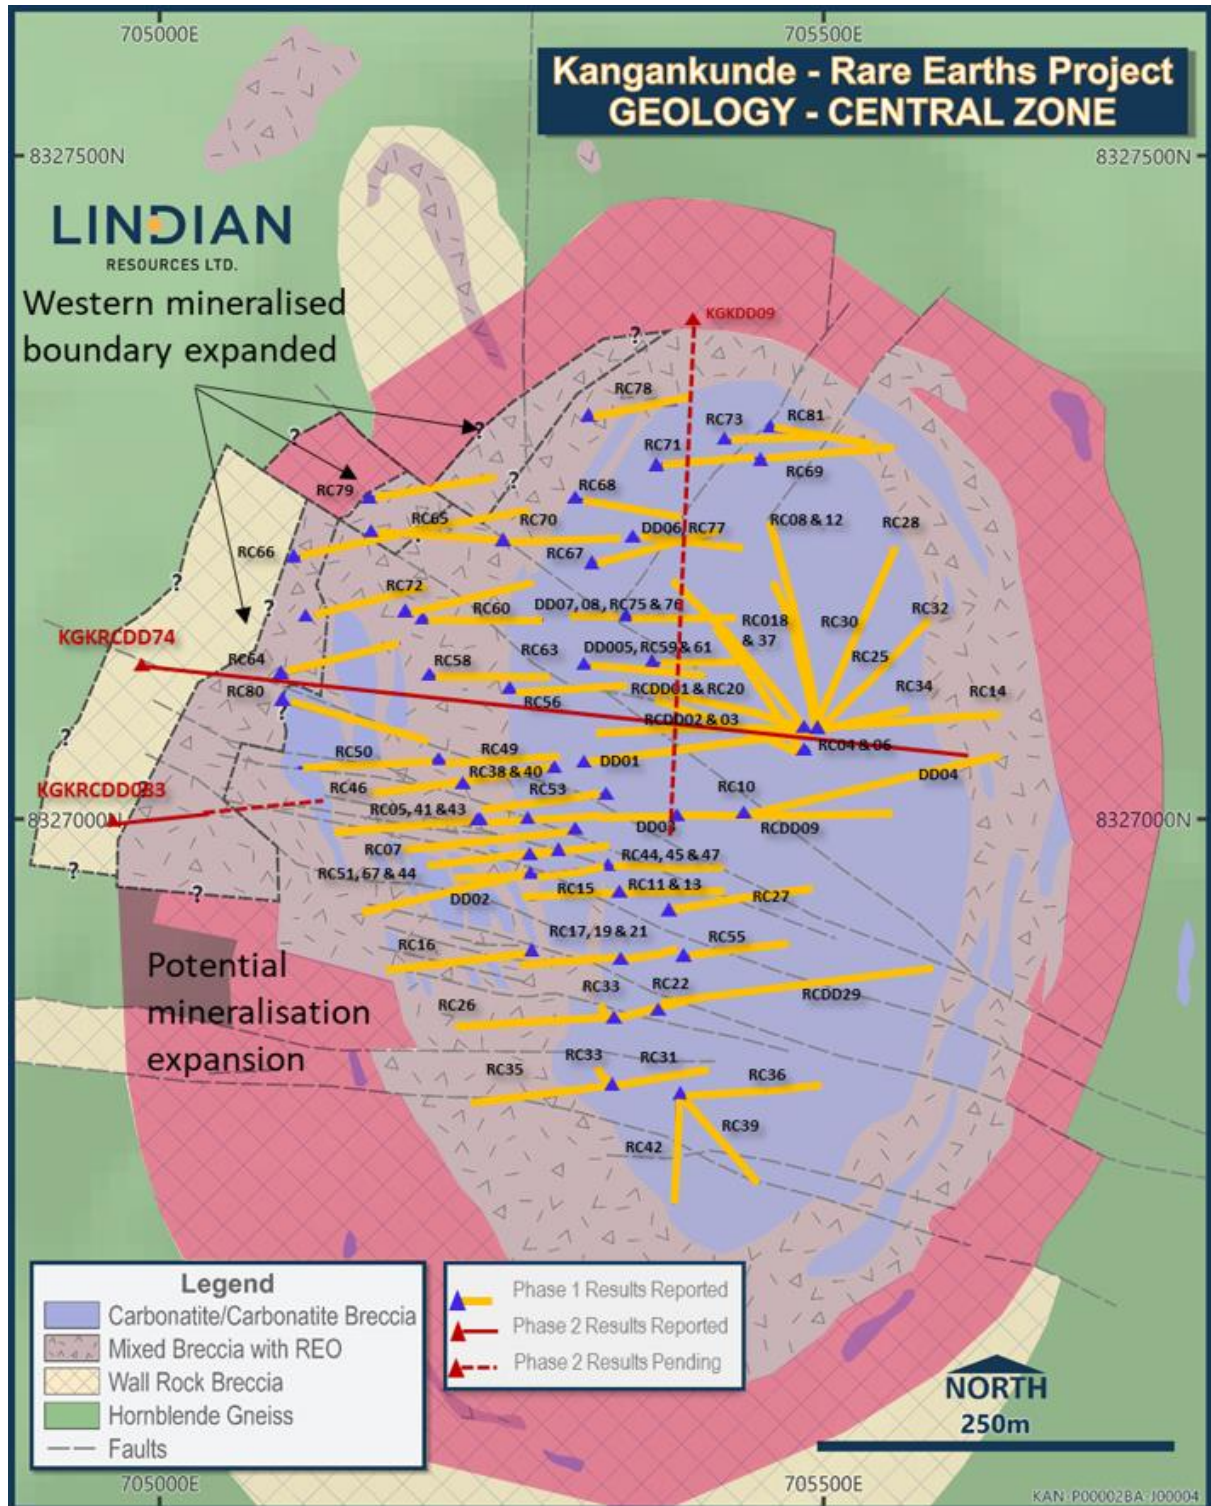 705000E
705500E
Kangankunde - Rare Earths Project
GEOLOGY - CENTRAL ZONE
8327500N
8327500N
LINDIAN
RESOURCES LTD.
Western mineralised
boundary expanded
KGKDD09
?
RC78
RC73
RC81
?
?
RC71
RC69
?
RC79
RC68
RC65
RC70
DD06
RC77
RC08 & 12
RC28
RC66
RC67
?
RC72
DD07, 08, RC75 & 76
RC60
?
RC018
& 37
RC30
RC32
KGKRCDD74
RC63
DD005, RC59 & 61
RC64
RC58
RC25
RC80
RCDD01 & RC20
RC34
RC14
RC56
?
RCDD02 & 03
?
RC04 & 06
RC50
RC49
DD01
RC38 & 40
DD04
KGKRCDD083
?
RC46
RC53
RC10
RC05, 41 & 43
8327000N
DD03
RCDD09
8327000N
RC07
RC44, 45 & 47
?
RC51, 67 & 44
RC15
RC11 & 13
?
DD02
RC27
RC17, 19 & 21
RC16
RC55
Potential
mineralisation
expansion
RC33
RC22
RCDD29
RC26
RC33
RC31
RC35
RC36
RC39
RC42
Legend
Carbonatite/Carbonatite Breccia
Mixed Breccia with REO
Wall Rock Breccia
Hornblende Gneiss
Faults
Phase 1 Results Reported
Phase 2 Results Reported
Phase 2 Results Pending
NORTH
250m
705000E
705500E
KAN-P00002BA-J00004